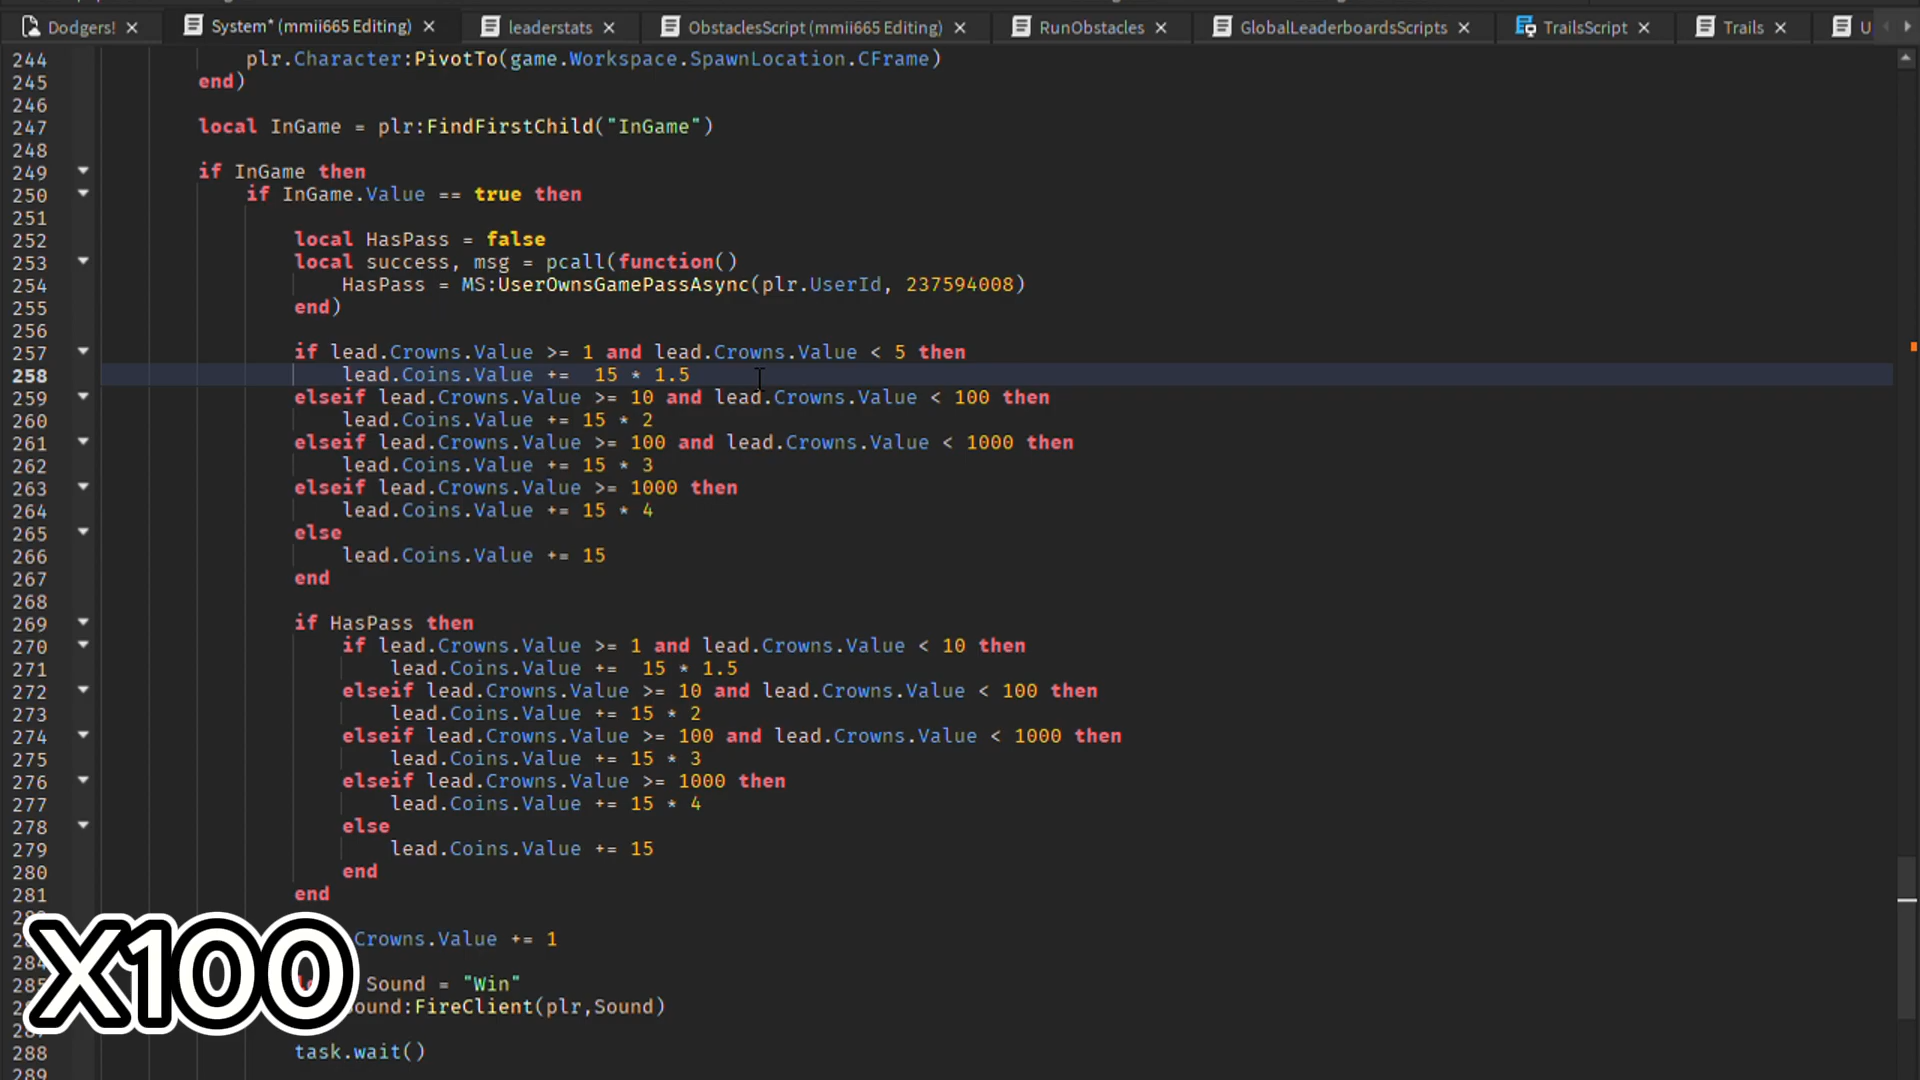 Dodgers! × System* (mmii665 Editing) × leaderstats × ObstaclesScript (mmii665 Editing) × RunObstacles × GlobalLeaderboardsScripts × TrailsScript × Trails × U
244 plr.Character:PivotTo(game.Workspace.SpawnLocation.CFrame)
245 end)
246
247 local InGame = plr:FindFirstChild("InGame")
248
249 if InGame then
250 if InGame.Value == true then
251
252 local HasPass = false
253 local success, msg = pcall(function()
254 HasPass = MS:UserOwnsGamePassAsync(plr.UserId, 237594008)
255 end)
256
257 if lead.Crowns.Value >= 1 and lead.Crowns.Value < 5 then
258 lead.Coins.Value +=  15 * 1.5
259 elseif lead.Crowns.Value >= 10 and lead.Crowns.Value < 100 then
260 lead.Coins.Value += 15 * 2
261 elseif lead.Crowns.Value >= 100 and lead.Crowns.Value < 1000 then
262 lead.Coins.Value += 15 * 3
263 elseif lead.Crowns.Value >= 1000 then
264 lead.Coins.Value += 15 * 4
265 else
266 lead.Coins.Value += 15
267 end
268
269 if HasPass then
270 if lead.Crowns.Value >= 1 and lead.Crowns.Value < 10 then
271 lead.Coins.Value +=  15 * 1.5
272 elseif lead.Crowns.Value >= 10 and lead.Crowns.Value < 100 then
273 lead.Coins.Value += 15 * 2
274 elseif lead.Crowns.Value >= 100 and lead.Crowns.Value < 1000 then
275 lead.Coins.Value += 15 * 3
276 elseif lead.Crowns.Value >= 1000 then
277 lead.Coins.Value += 15 * 4
278 else
279 lead.Coins.Value += 15
280 end
281 end
Crowns.Value += 1
284
285 Sound = "Win"
ound:FireClient(plr,Sound)
X100
288 task.wait()
289